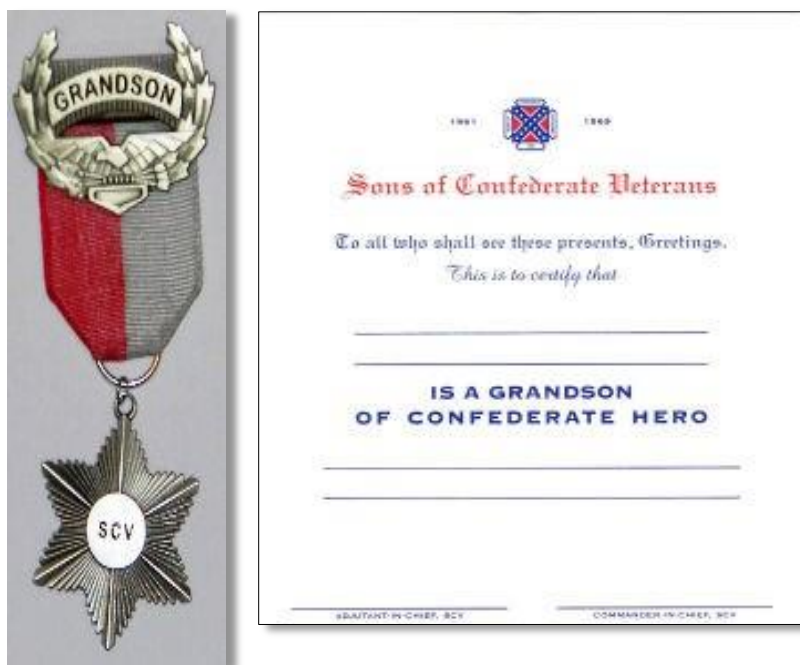 GRANDSON
SCV
1861 1865
Sons of Confederate Veterans
To all who shall see these presents, Greetings.
This is to certify that
IS A GRANDSON
OF CONFEDERATE HERO
ADJUTANT-IN-CHIEF, SCV
COMMANDER-IN-CHIEF, SCV